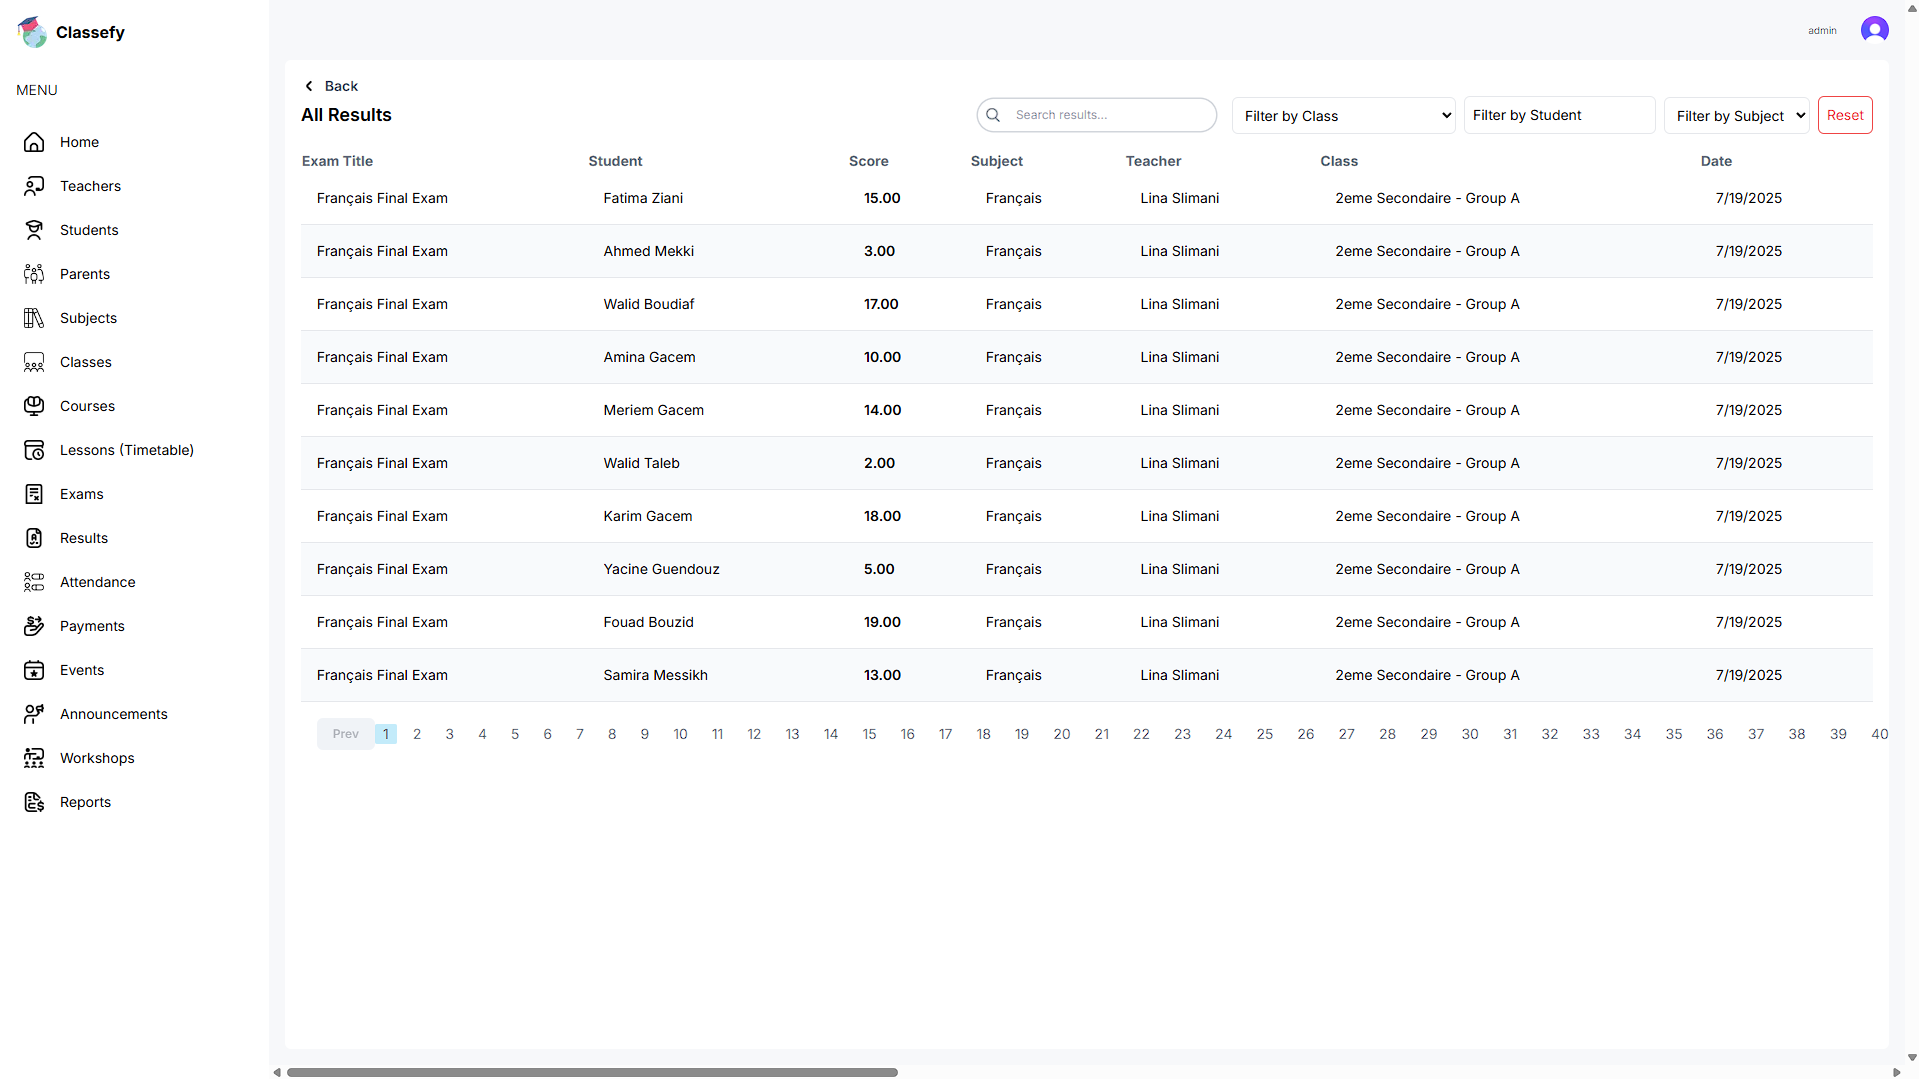 Classefy
admin
MENU
Home
Teachers
Students
Parents
Subjects
Classes
Courses
Lessons (Timetable)
Exams
Results
Attendance
Payments
Events
Announcements
Workshops
Reports
Back
All Results
Search results...
Filter by Class
Filter by Student
Filter by Subject
Reset
Exam Title Student Score Subject Teacher Class Date
Français Final Exam Fatima Ziani 15.00 Français Lina Slimani 2eme Secondaire - Group A 7/19/2025
Français Final Exam Ahmed Mekki 3.00 Français Lina Slimani 2eme Secondaire - Group A 7/19/2025
Français Final Exam Walid Boudiaf 17.00 Français Lina Slimani 2eme Secondaire - Group A 7/19/2025
Français Final Exam Amina Gacem 10.00 Français Lina Slimani 2eme Secondaire - Group A 7/19/2025
Français Final Exam Meriem Gacem 14.00 Français Lina Slimani 2eme Secondaire - Group A 7/19/2025
Français Final Exam Walid Taleb 2.00 Français Lina Slimani 2eme Secondaire - Group A 7/19/2025
Français Final Exam Karim Gacem 18.00 Français Lina Slimani 2eme Secondaire - Group A 7/19/2025
Français Final Exam Yacine Guendouz 5.00 Français Lina Slimani 2eme Secondaire - Group A 7/19/2025
Français Final Exam Fouad Bouzid 19.00 Français Lina Slimani 2eme Secondaire - Group A 7/19/2025
Français Final Exam Samira Messikh 13.00 Français Lina Slimani 2eme Secondaire - Group A 7/19/2025
Prev 1 2 3 4 5 6 7 8 9 10 11 12 13 14 15 16 17 18 19 20 21 22 23 24 25 26 27 28 29 30 31 32 33 34 35 36 37 38 39 40